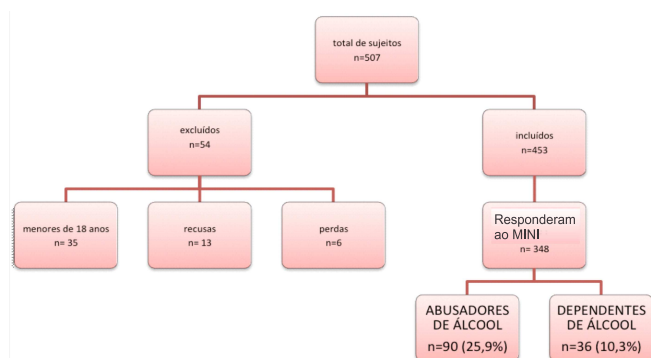 total de sujeitos
n=507
excluídos
n=54
incluídos
n=453
menores de 18 anos
n= 35
recusas
n= 13
perdas
n=6
Responderam
ao MINI
n= 348
ABUSADORES
DE ÁLCOOL
n=90 (25,9%)
DEPENDENTES
DE ÁLCOOL
n=36 (10,3%)